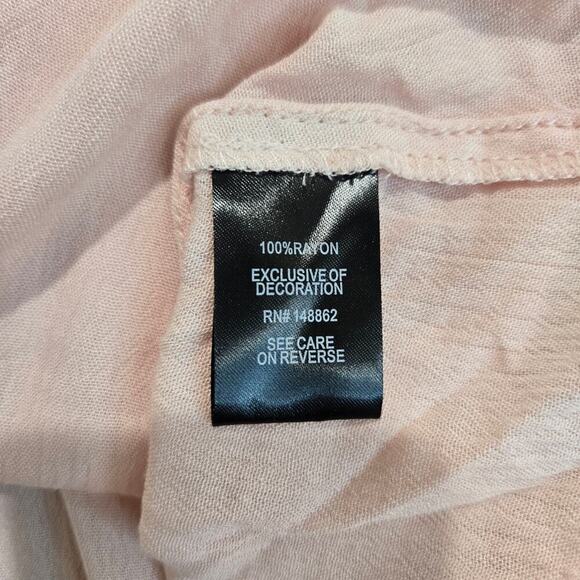 100%RAYON
EXCLUSIVE OF
DECORATION
RN# 148862
SEE CARE
ON REVERSE